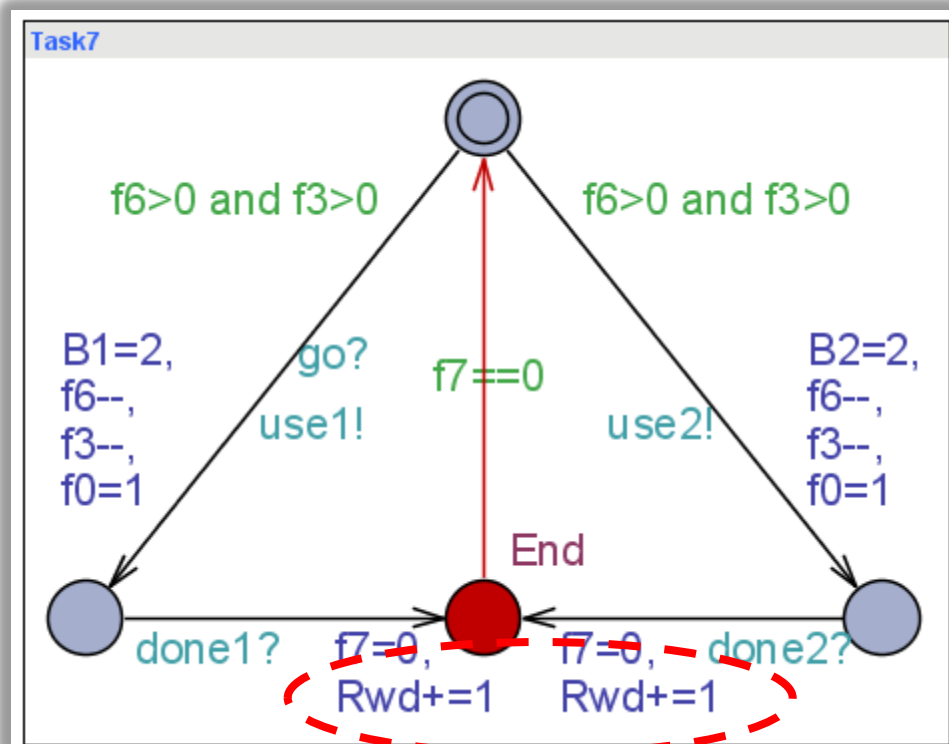 Task7
f6>0 and f3>0
f6>0 and f3>0
B1=2,
f6--,
f3--,
f0=1
go?
use1!
f7==0
use2!
B2=2,
f6--,
f3--,
f0=1
End
done1?
f7=0,
Rwd+=1
f7=0,
Rwd+=1
done2?